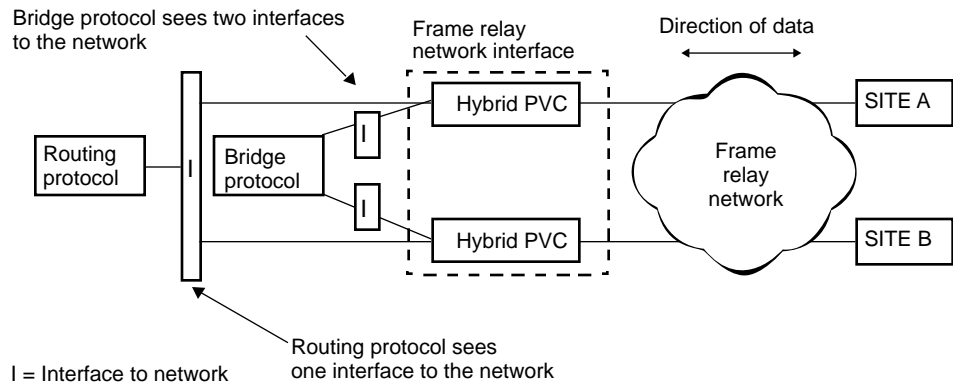 Bridge protocol sees two interfaces
to the network
Frame relay
network interface
Direction of data
Hybrid PVC
SITE A
I
Routing
protocol
I
Bridge
protocol
Frame
relay
network
I
Hybrid PVC
SITE B
Routing protocol sees
one interface to the network
I = Interface to network